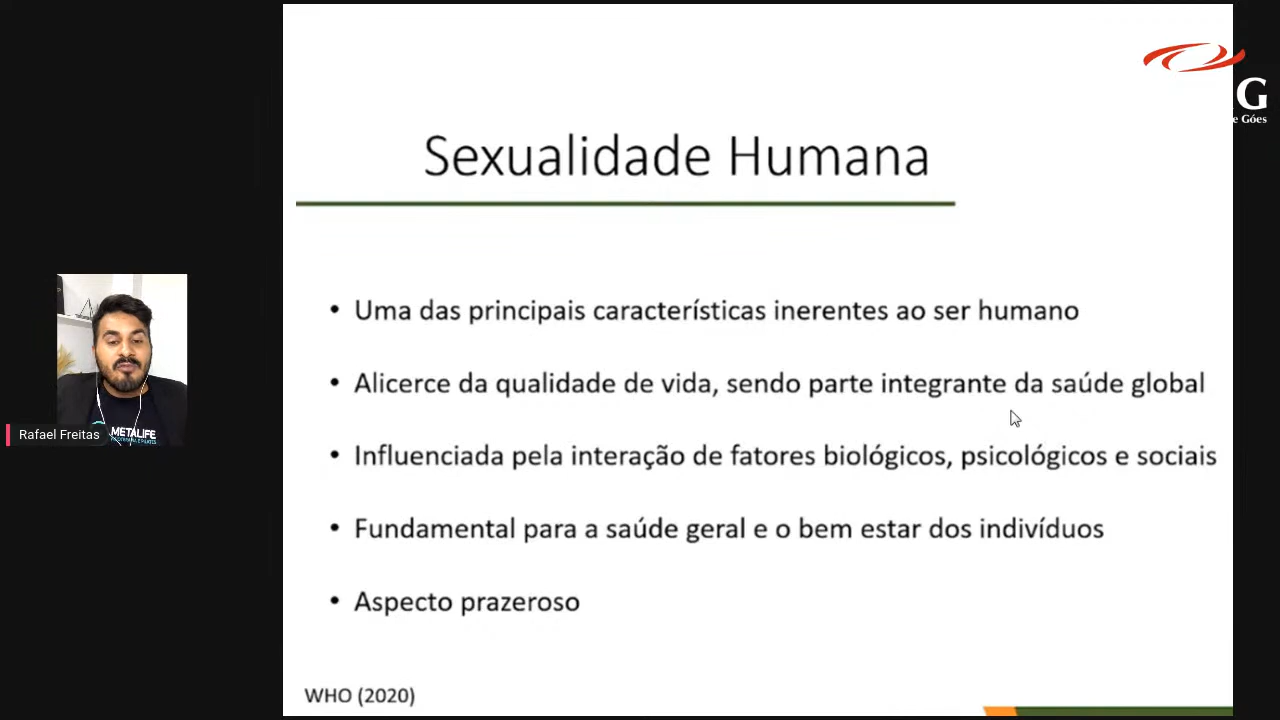 G
e Góes
Sexualidade Humana
• Uma das principais características inerentes ao ser humano
• Alicerce da qualidade de vida, sendo parte integrante da saúde global
• Influenciada pela interação de fatores biológicos, psicológicos e sociais
• Fundamental para a saúde geral e o bem estar dos indivíduos
• Aspecto prazeroso
WHO (2020)
METALIFE
Rafael Freitas